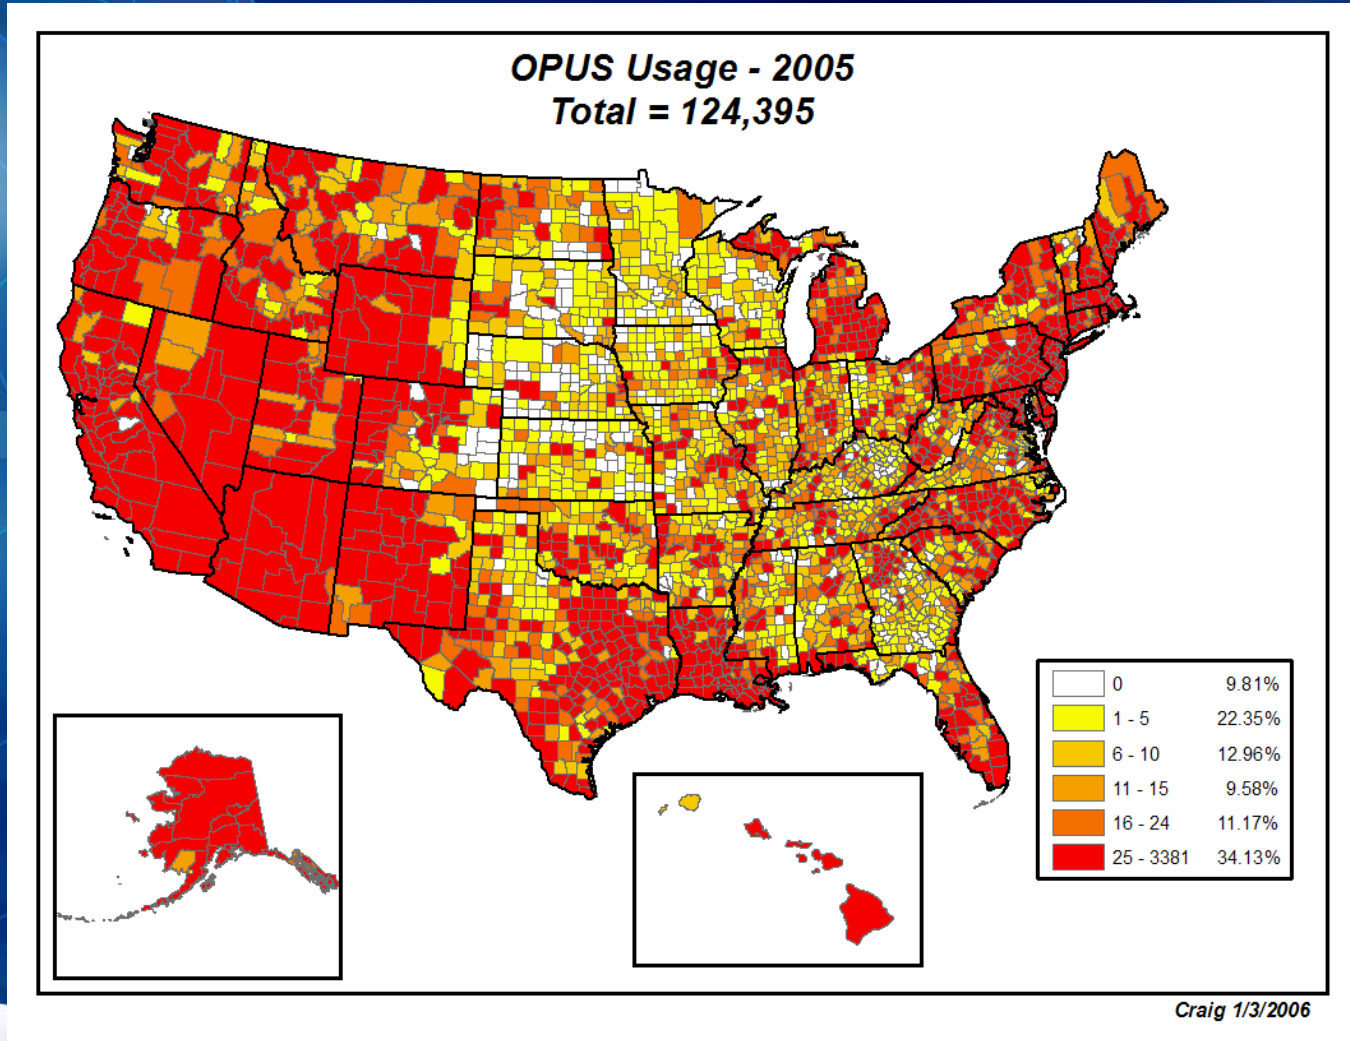 OPUS Usage - 2005
Total = 124,395
0 9.81%
1 - 5 22.35%
6 - 10 12.96%
11 - 15 9.58%
16 - 24 11.17%
25 - 3381 34.13%
Craig 1/3/2006